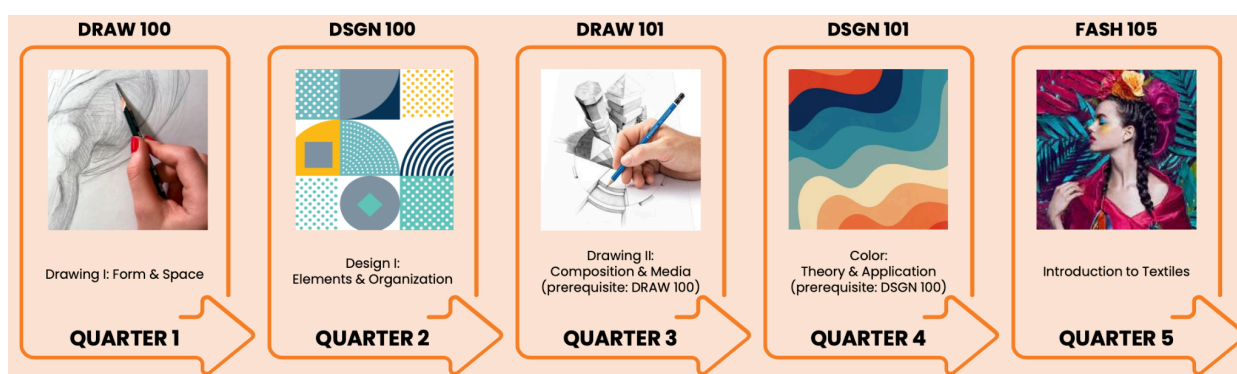 DRAW 100
Drawing I: Form & Space
QUARTER 1
DSGN 100
Design I:
Elements & Organization
QUARTER 2
DRAW 101
Drawing II:
Composition & Media
(prerequisite: DRAW 100)
QUARTER 3
DSGN 101
Color:
Theory & Application
(prerequisite: DSGN 100)
QUARTER 4
FASH 105
Introduction to Textiles
QUARTER 5